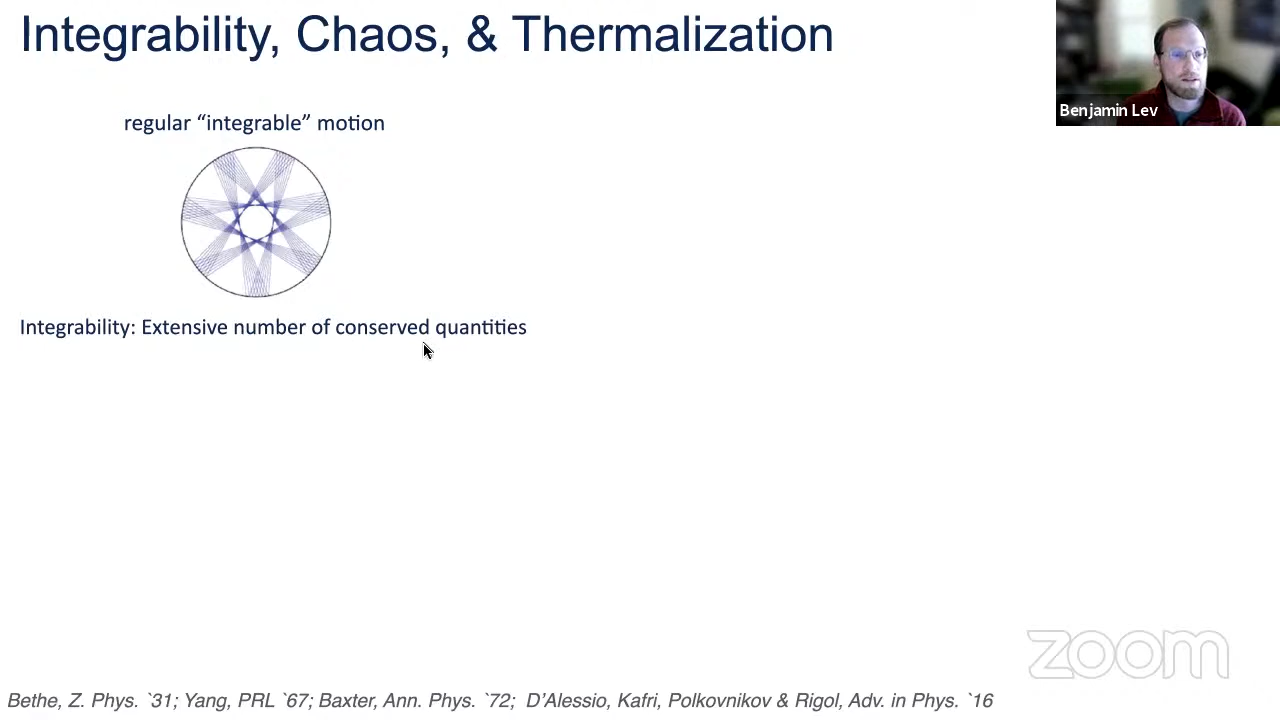 Integrability, Chaos, & Thermalization
Benjamin Lev
regular “integrable” motion
Integrability: Extensive number of conserved quantities
zoom
Bethe, Z. Phys. `31; Yang, PRL `67; Baxter, Ann. Phys. `72;  D’Alessio, Kafri, Polkovnikov & Rigol, Adv. in Phys. `16